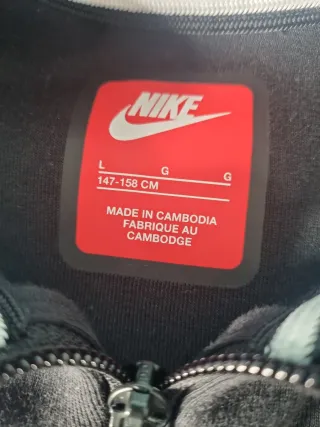 NIKE
L G G
147-158 CM
MADE IN CAMBODIA
FABRIQUE AU
CAMBODGE